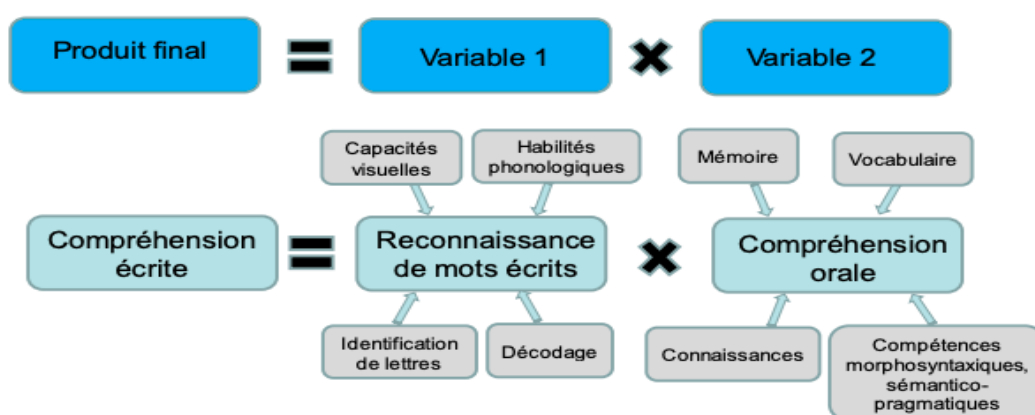 Produit final
=
Variable 1
×
Variable 2
Capacités
visuelles
Habilités
phonologiques
Mémoire
Vocabulaire
Compréhension
écrite
=
Reconnaissance
de mots écrits
×
Compréhension
orale
Identification
de lettres
Décodage
Connaissances
Compétences
morphosyntaxiques,
sémantico-
pragmatiques